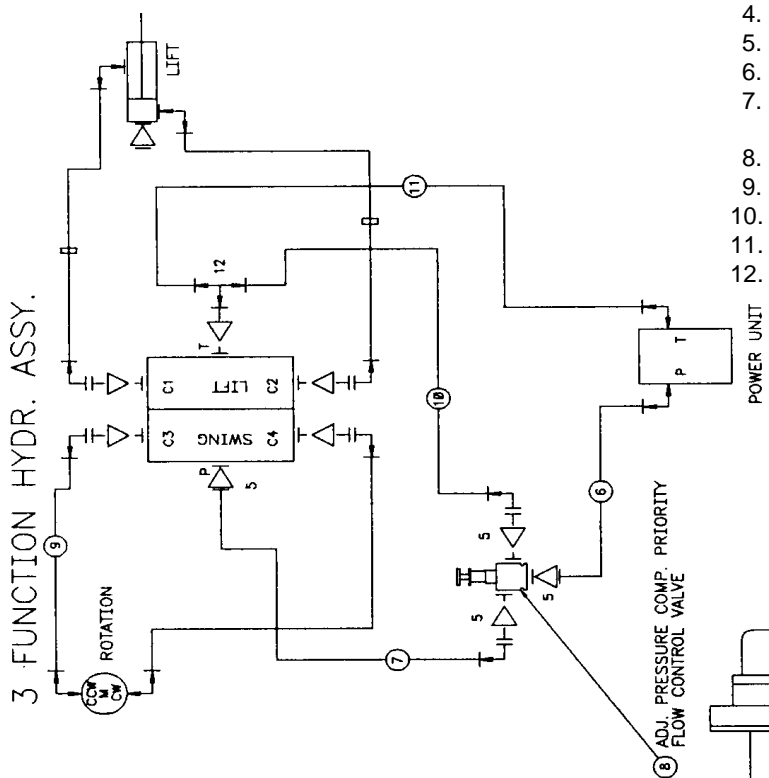 3 FUNCTION HYDR. ASSY.
LIFT
11
12
T
C1
LIFT
C2
C3
SWING
C4
P
5
9
CCW
M
CW
ROTATION
10
7
5
5
5
6
P T
POWER UNIT
8
ADJ. PRESSURE COMP. PRIORITY
FLOW CONTROL VALVE
4.
5.
6.
7.
8.
9.
10.
11.
12.